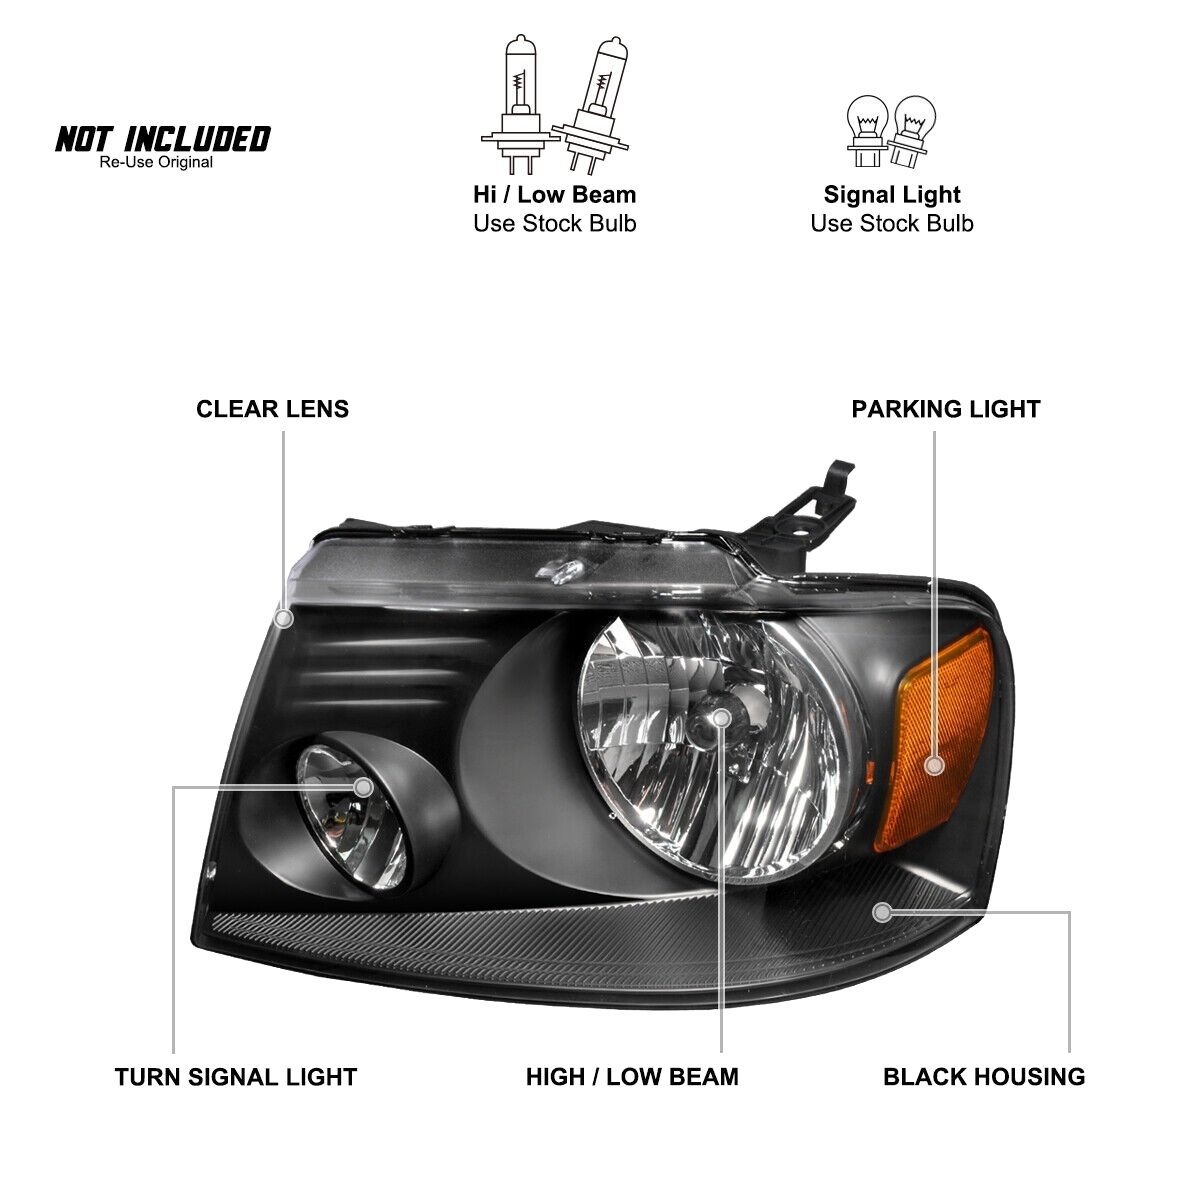 NOT INCLUDED
Re-Use Original
Hi / Low Beam
Use Stock Bulb
Signal Light
Use Stock Bulb
CLEAR LENS
PARKING LIGHT
TURN SIGNAL LIGHT
HIGH / LOW BEAM
BLACK HOUSING